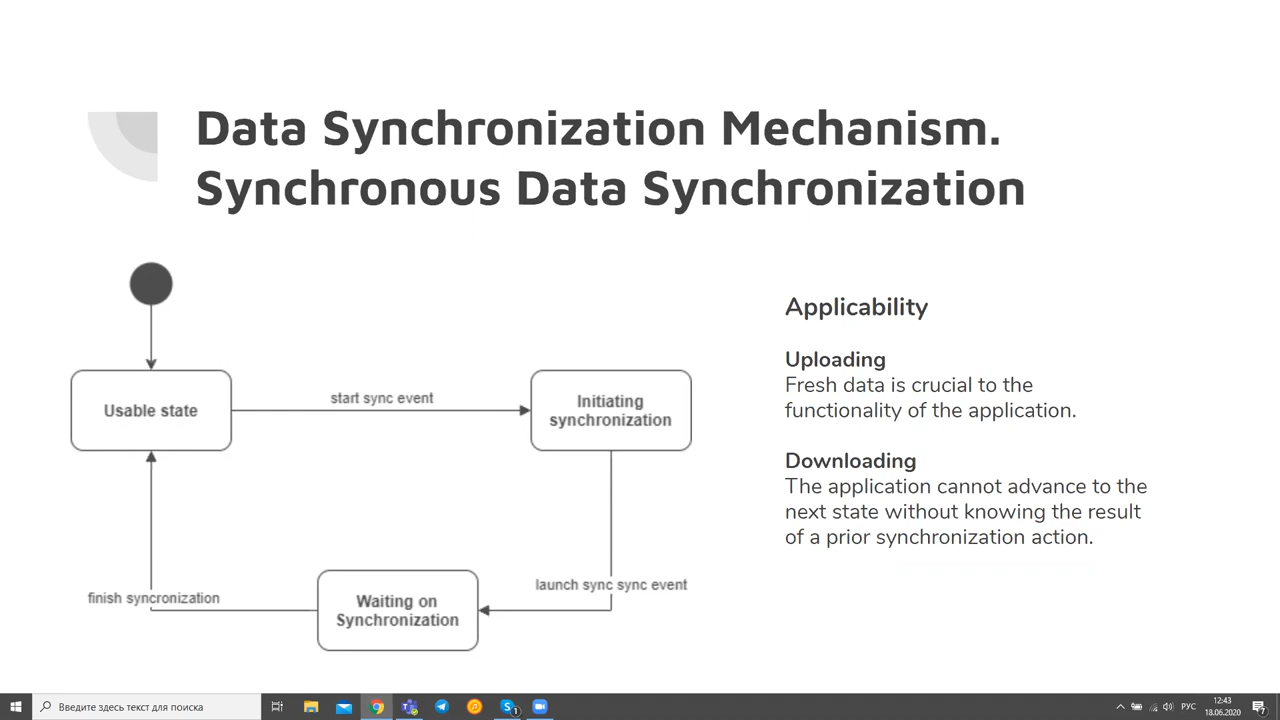 Data Synchronization Mechanism.
Synchronous Data Synchronization
Usable state
start sync event
Initiating
synchronization
launch sync sync event
Waiting on
Synchronization
finish syncronization
Applicability
Uploading
Fresh data is crucial to the
functionality of the application.
Downloading
The application cannot advance to the
next state without knowing the result
of a prior synchronization action.
Введите здесь текст для поиска
РУС
12:43
18.06.2020